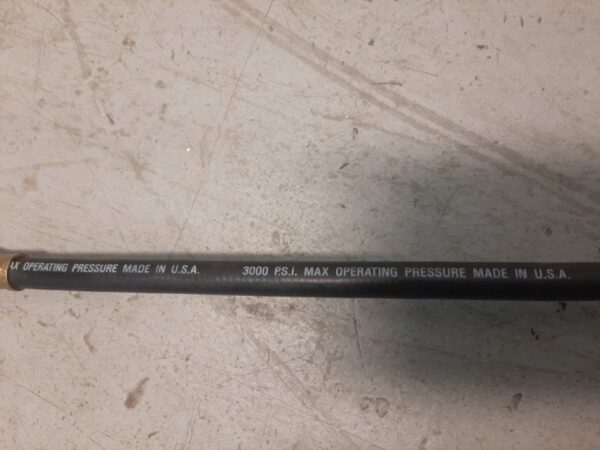 OPERATING PRESSURE MADE IN U.S.A. 3000 P.S.I. MAX OPERATING PRESSURE MADE IN U.S.A.